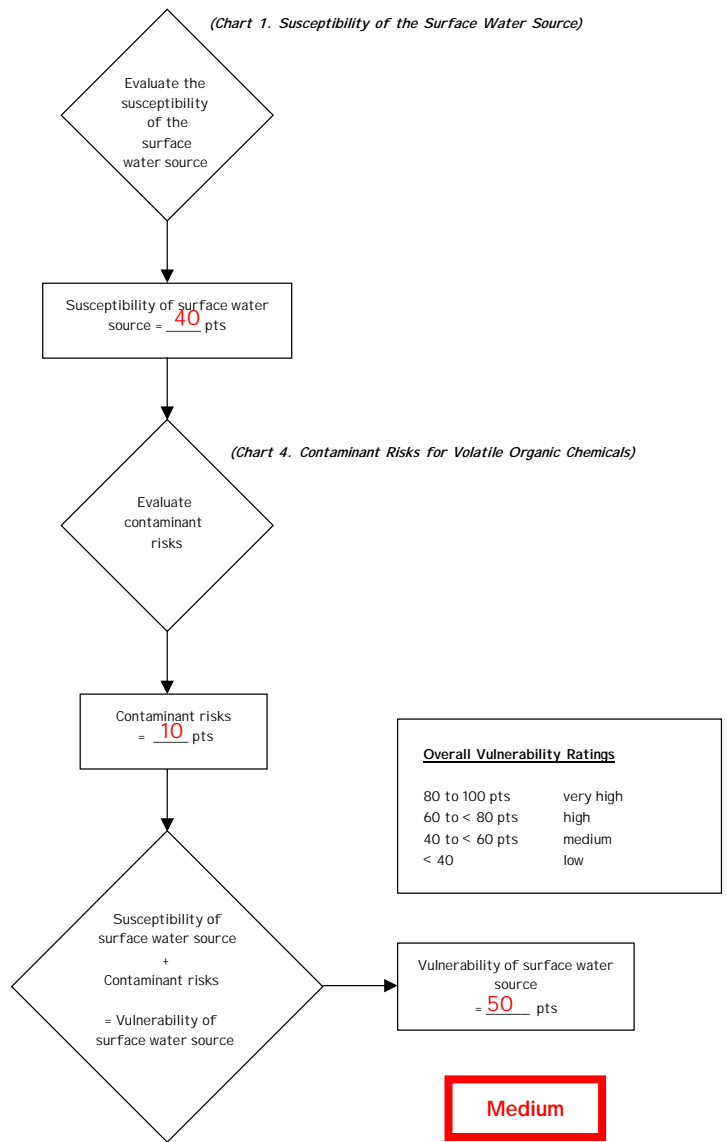 (Chart 1. Susceptibility of the Surface Water Source)
Evaluate the
susceptibility
of the
surface
water source
Susceptibility of surface water
source = 40 pts
(Chart 4. Contaminant Risks for Volatile Organic Chemicals)
Evaluate
contaminant
risks
Contaminant risks
= 10 pts
Overall Vulnerability Ratings
80 to 100 pts very high
60 to < 80 pts high
40 to < 60 pts medium
< 40 low
Susceptibility of
surface water source
+
Contaminant risks
= Vulnerability of
surface water source
Vulnerability of surface water
source
= 50 pts
Medium